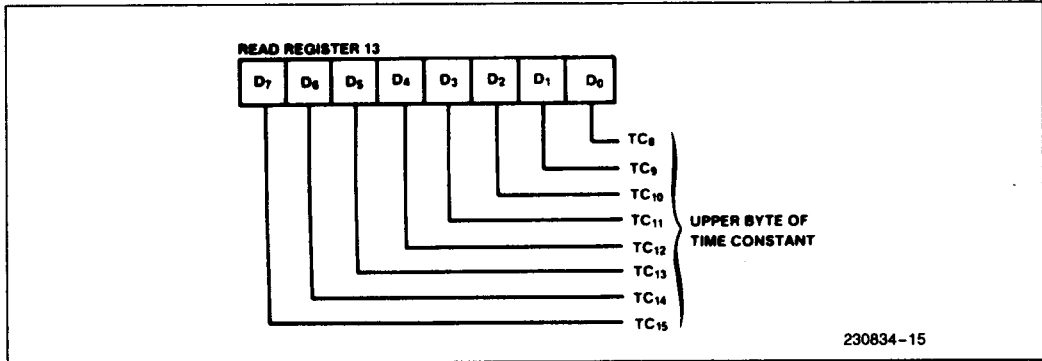 READ REGISTER 13
D7 D6 D5 D4 D3 D2 D1 D0
TC8
TC9
TC10
TC11
TC12
TC13
TC14
TC15
UPPER BYTE OF
TIME CONSTANT
230834-15